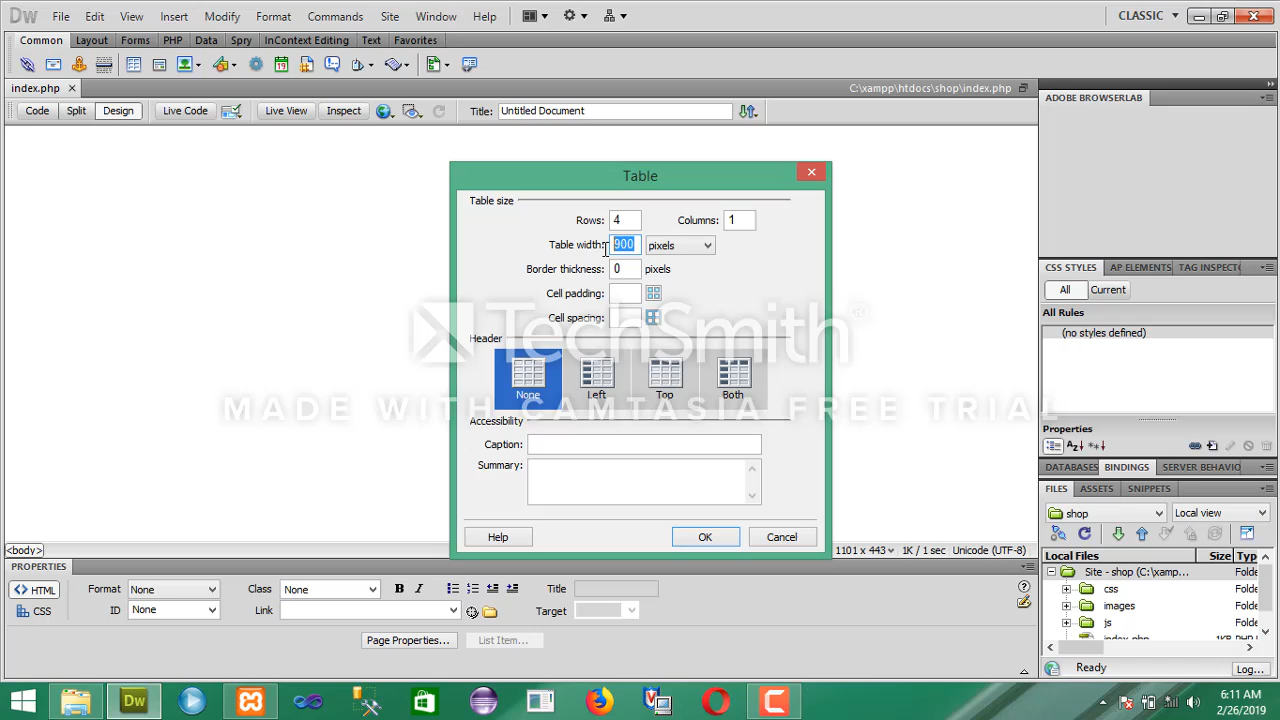 Dw File Edit View Insert Modify Format Commands Site Window Help CLASSIC
Common Layout Forms PHP Data Spry InContext Editing Text Favorites
index.php C:\xampp\htdocs\shop\index.php
Code Split Design Live Code Live View Inspect Title: Untitled Document
ADOBE BROWSERLAB
Table
Table size
Rows: 4 Columns: 1
Table width: 900 pixels
Border thickness: 0 pixels
Cell padding:
Cell spacing:
Header
None Left Top Both
Accessibility
Caption:
Summary:
Help OK Cancel
TechSmith®
MADE WITH CAMTASIA FREE TRIAL
CSS STYLES AP ELEMENTS TAG INSPECT
All Current
All Rules
(no styles defined)
Properties
DATABASES BINDINGS SERVER BEHAVIO
FILES ASSETS SNIPPETS
shop Local view
Local Files Size Typ
Site - shop (C:\xamp... Folde
css Folde
images Folde
js Folde
index.php 1KB PHP
Ready Log...
<body> 1101 x 443 1K / 1 sec Unicode (UTF-8)
PROPERTIES
HTML Format None Class None B I Title
CSS ID None Link Target
Page Properties... List Item...
Dw 6:11 AM
2/26/2019